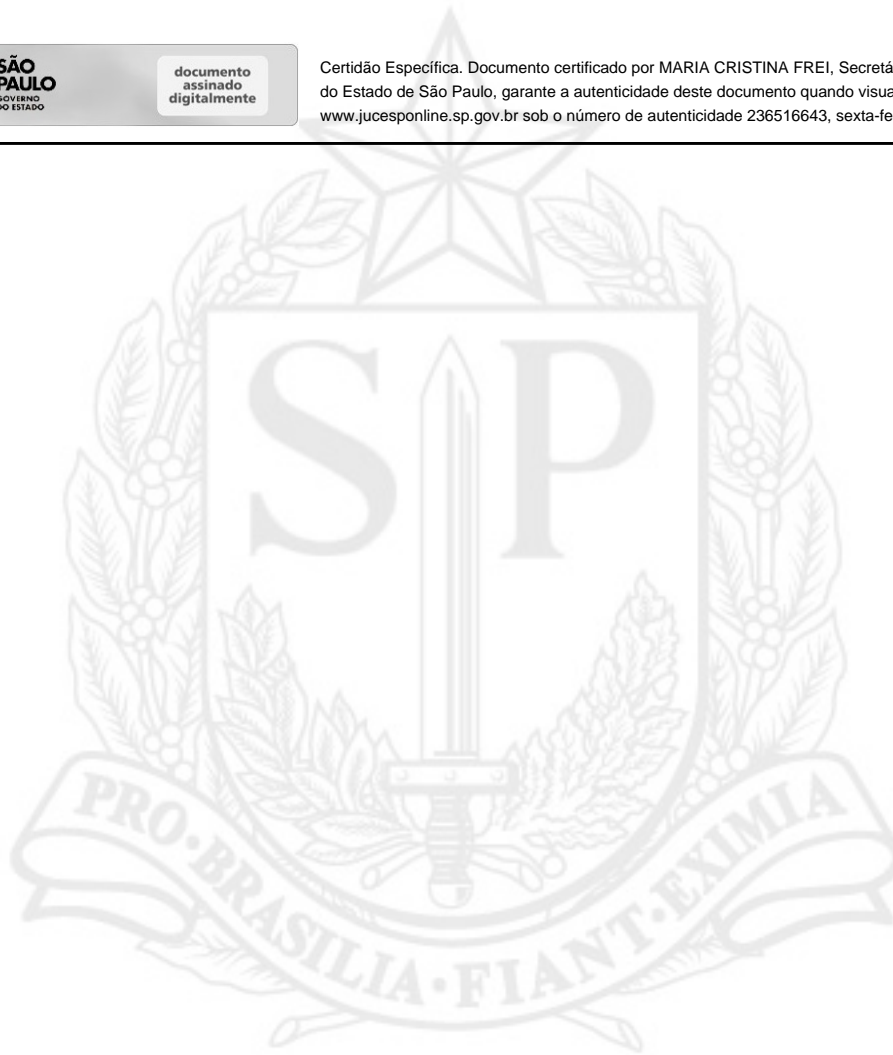 SÃO
PAULO
GOVERNO
DO ESTADO
documento
assinado
digitalmente
Certidão Específica. Documento certificado por MARIA CRISTINA FREI, Secretá
do Estado de São Paulo, garante a autenticidade deste documento quando visua
www.jucesponline.sp.gov.br sob o número de autenticidade 236516643, sexta-fe
S P
PRO·BRASILIA·FIANT·EXIMIA